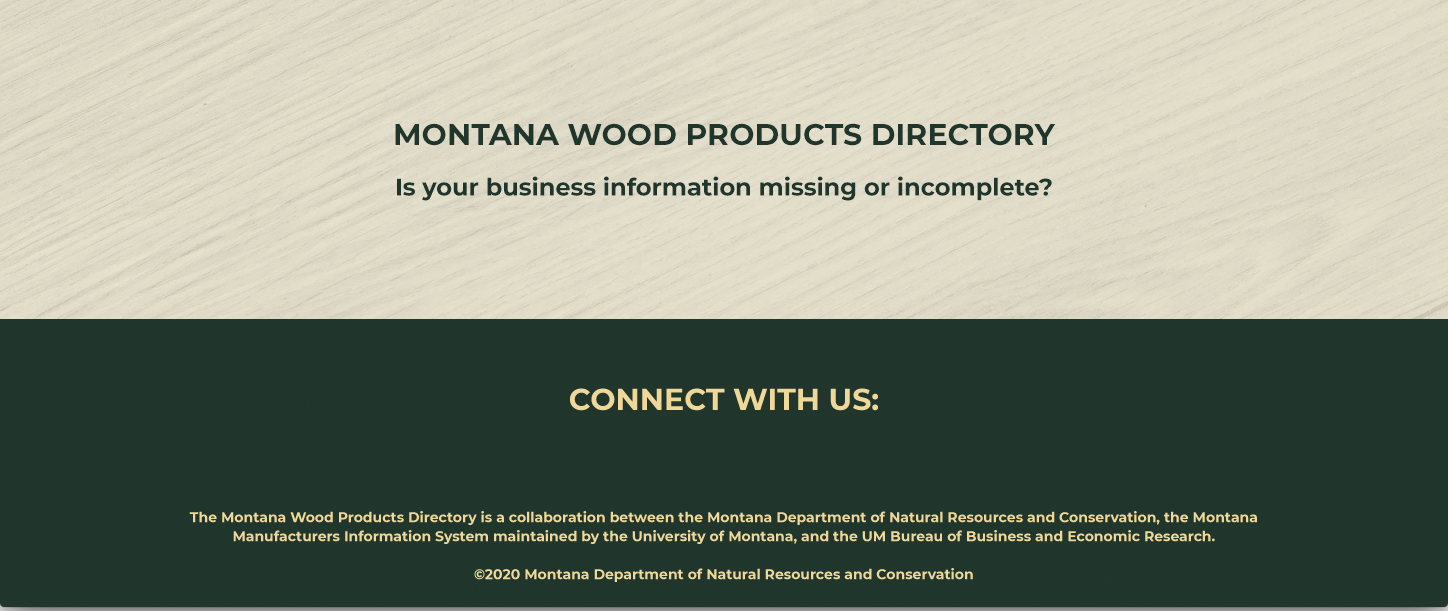 MONTANA WOOD PRODUCTS DIRECTORY
Is your business information missing or incomplete?
CONNECT WITH US:
The Montana Wood Products Directory is a collaboration between the Montana Department of Natural Resources and Conservation, the Montana
Manufacturers Information System maintained by the University of Montana, and the UM Bureau of Business and Economic Research.
©2020 Montana Department of Natural Resources and Conservation